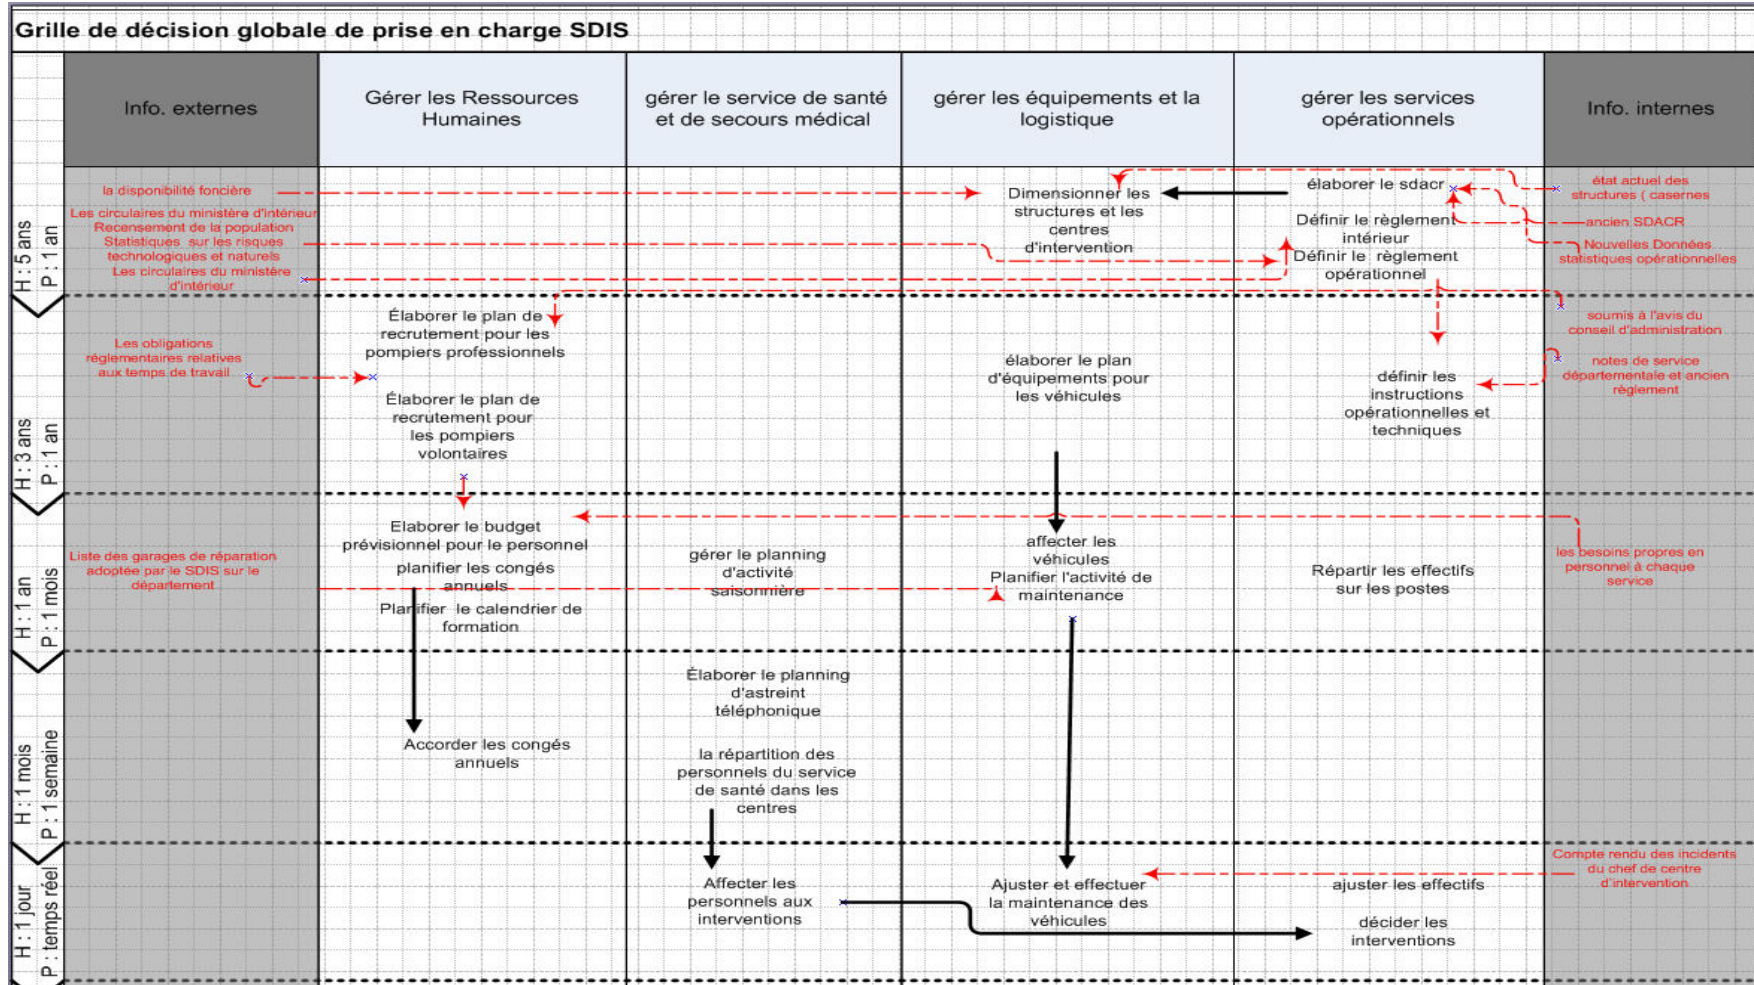 Grille de décision globale de prise en charge SDIS
Info. externes
Gérer les Ressources
Humaines
gérer le service de santé
et de secours médical
gérer les équipements et la
logistique
gérer les services
opérationnels
Info. internes
H : 5 ans
P : 1 an
la disponibilité foncière
Les circulaires du ministère d'intérieur
Recensement de la population
Statistiques sur les risques
technologiques et naturels
Les circulaires du ministère
d'intérieur
Dimensionner les
structures et les
centres
d'intervention
élaborer le sdacr
Définir le règlement
intérieur
Définir le règlement
opérationnel
état actuel des
structures ( casernes
ancien SDACR
Nouvelles Données
statistiques opérationnelles
H : 3 ans
P : 1 an
Les obligations
réglementaires relatives
aux temps de travail
Élaborer le plan de
recrutement pour les
pompiers professionnels
Élaborer le plan de
recrutement pour
les pompiers
volontaires
élaborer le plan
d'équipements pour
les véhicules
définir les
instructions
opérationnelles et
techniques
soumis à l'avis du
conseil d'administration
notes de service
départementale et ancien
règlement
H : 1 an
P : 1 mois
Liste des garages de réparation
adoptée par le SDIS sur le
département
Elaborer le budget
prévisionnel pour le personnel
planifier les congés
annuels
Planifier le calendrier de
formation
gérer le planning
d'activité
saisonnière
affecter les
véhicules
Planifier l'activité de
maintenance
Répartir les effectifs
sur les postes
les besoins propres en
personnel à chaque
service
H : 1 mois
P : 1 semaine
Accorder les congés
annuels
Élaborer le planning
d'astreint
téléphonique
la répartition des
personnels du service
de santé dans les
centres
H : 1 jour
P : temps réel
Affecter les
personnels aux
interventions
Ajuster et effectuer
la maintenance des
véhicules
ajuster les effectifs
décider les
interventions
Compte rendu des incidents
du chef de centre
d'intervention